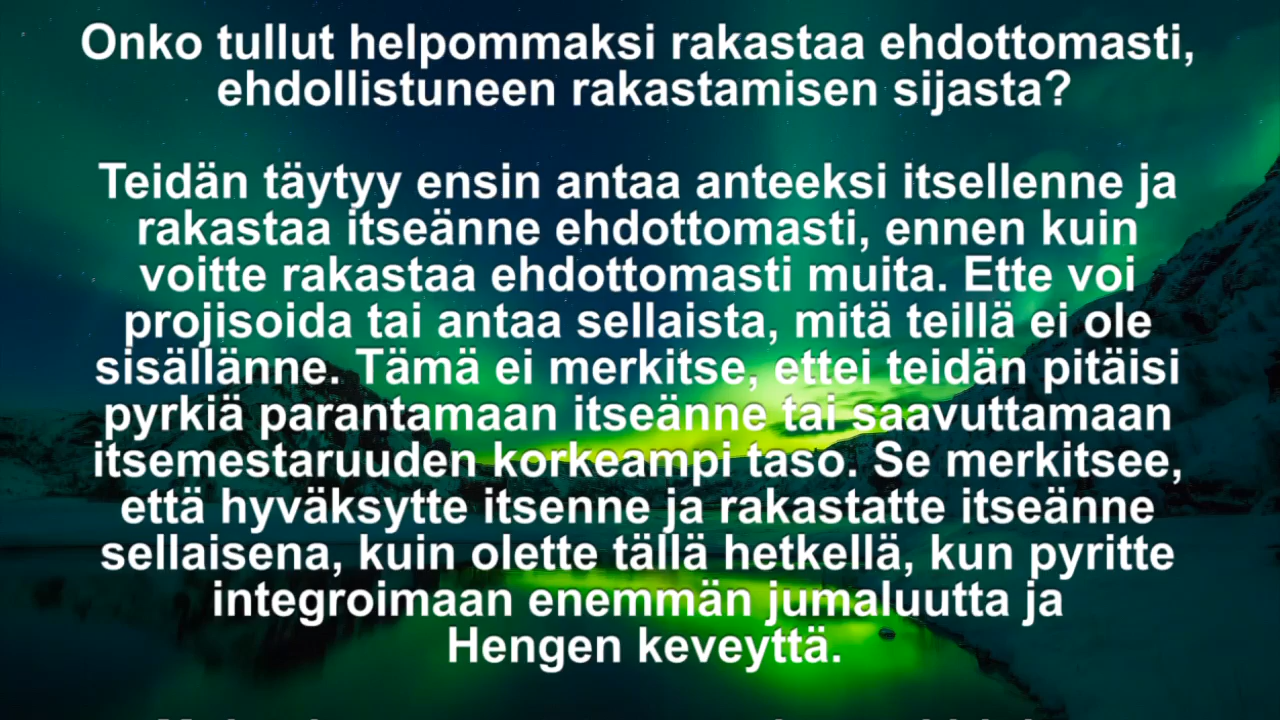 Onko tullut helpommaksi rakastaa ehdottomasti,
ehdollistuneen rakastamisen sijasta?
Teidän täytyy ensin antaa anteeksi itsellenne ja
rakastaa itseänne ehdottomasti, ennen kuin
voitte rakastaa ehdottomasti muita. Ette voi
projisoida tai antaa sellaista, mitä teillä ei ole
sisällänne. Tämä ei merkitse, ettei teidän pitäisi
pyrkiä parantamaan itseänne tai saavuttamaan
itsemestaruuden korkeampi taso. Se merkitsee,
että hyväksytte itsenne ja rakastatte itseänne
sellaisena, kuin olette tällä hetkellä, kun pyritte
integroimaan enemmän jumaluutta ja
Hengen keveyttä.